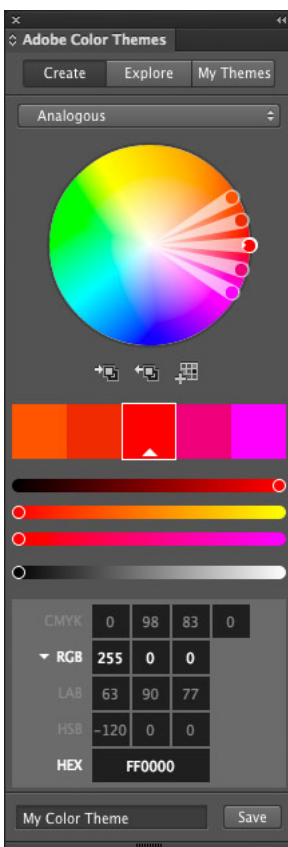 Adobe Color Themes
Create Explore My Themes
Analogous
CMYK 0 98 83 0
RGB 255 0 0
LAB 63 90 77
HSB -120 0 0
HEX FF0000
My Color Theme Save